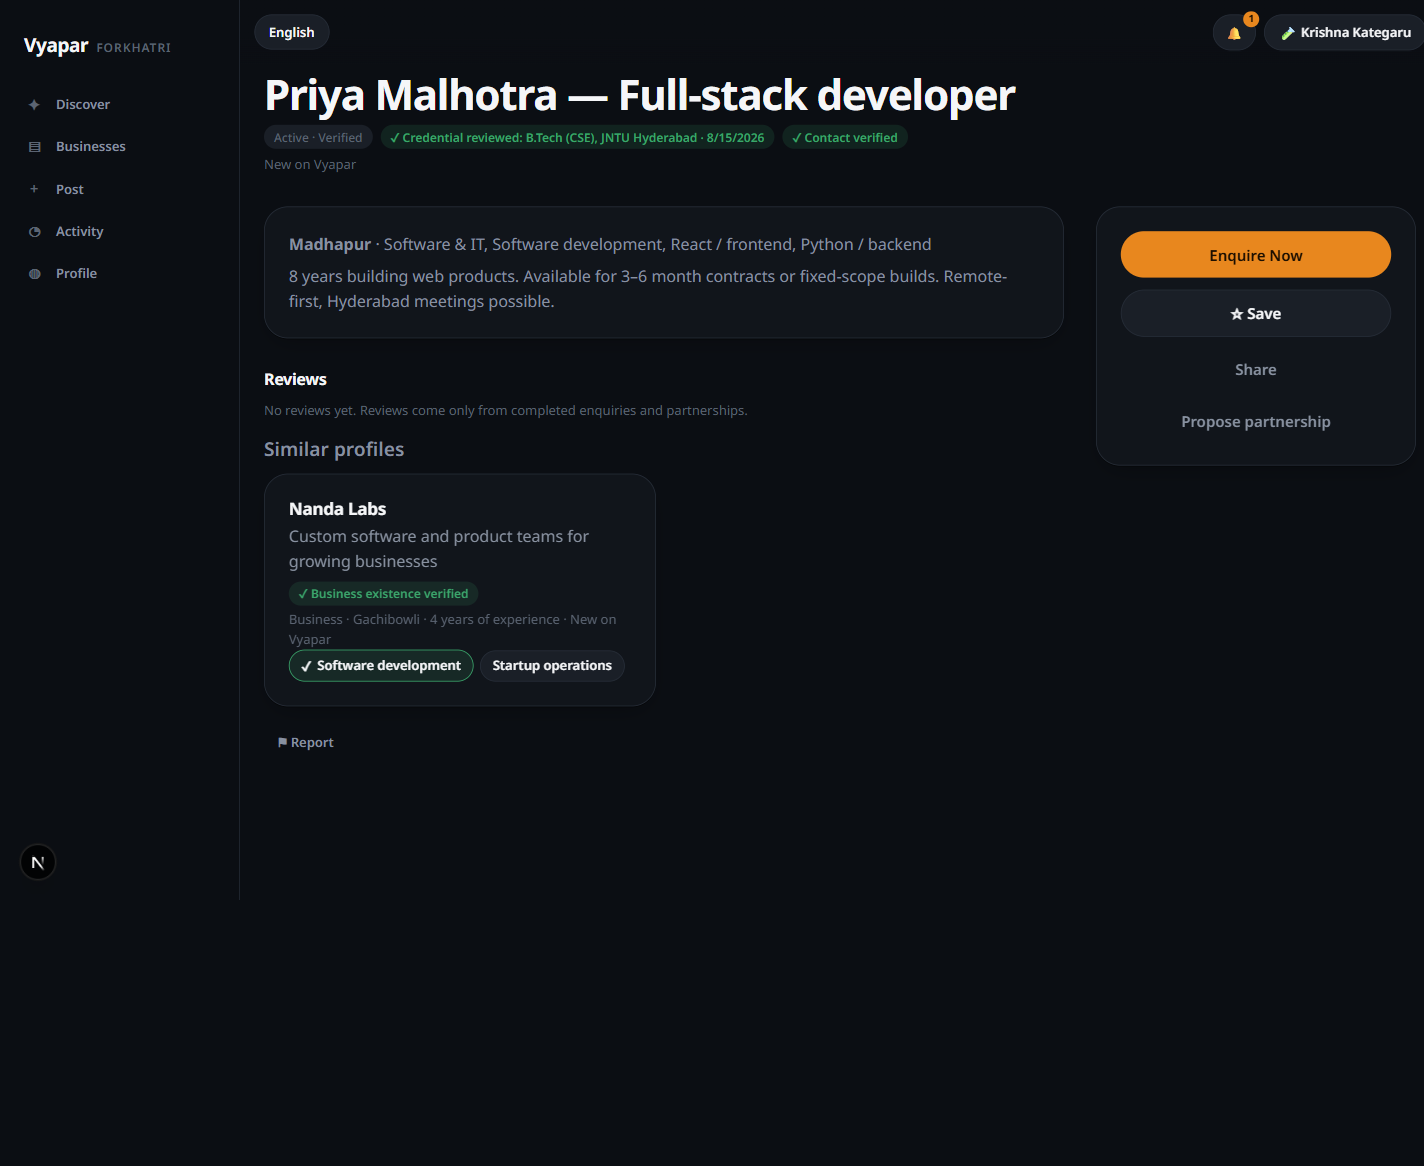 Vyapar FORKHATRI
Discover
Businesses
Post
Activity
Profile
English
1
Krishna Kategaru
Priya Malhotra — Full-stack developer
Active · Verified
✓ Credential reviewed: B.Tech (CSE), JNTU Hyderabad · 8/15/2026
✓ Contact verified
New on Vyapar
Madhapur · Software & IT, Software development, React / frontend, Python / backend
8 years building web products. Available for 3–6 month contracts or fixed-scope builds. Remote-
first, Hyderabad meetings possible.
Enquire Now
☆ Save
Share
Propose partnership
Reviews
No reviews yet. Reviews come only from completed enquiries and partnerships.
Similar profiles
Nanda Labs
Custom software and product teams for
growing businesses
✓ Business existence verified
Business · Gachibowli · 4 years of experience · New on
Vyapar
✓ Software development
Startup operations
⚑ Report
N